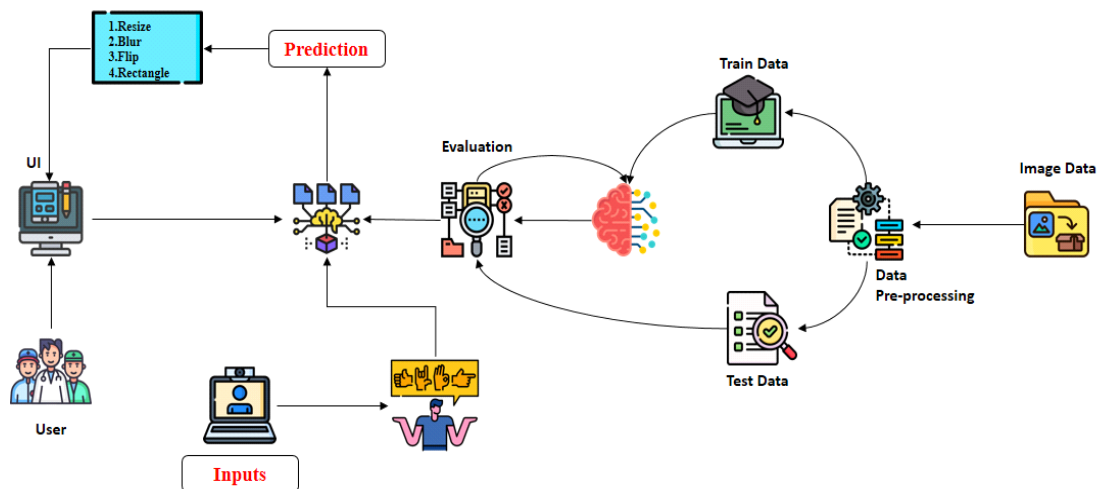 1.Resize
2.Blur
3.Flip
4.Rectangle
Prediction
Train Data
UI
Evaluation
Image Data
Data
Pre-processing
Test Data
User
Inputs